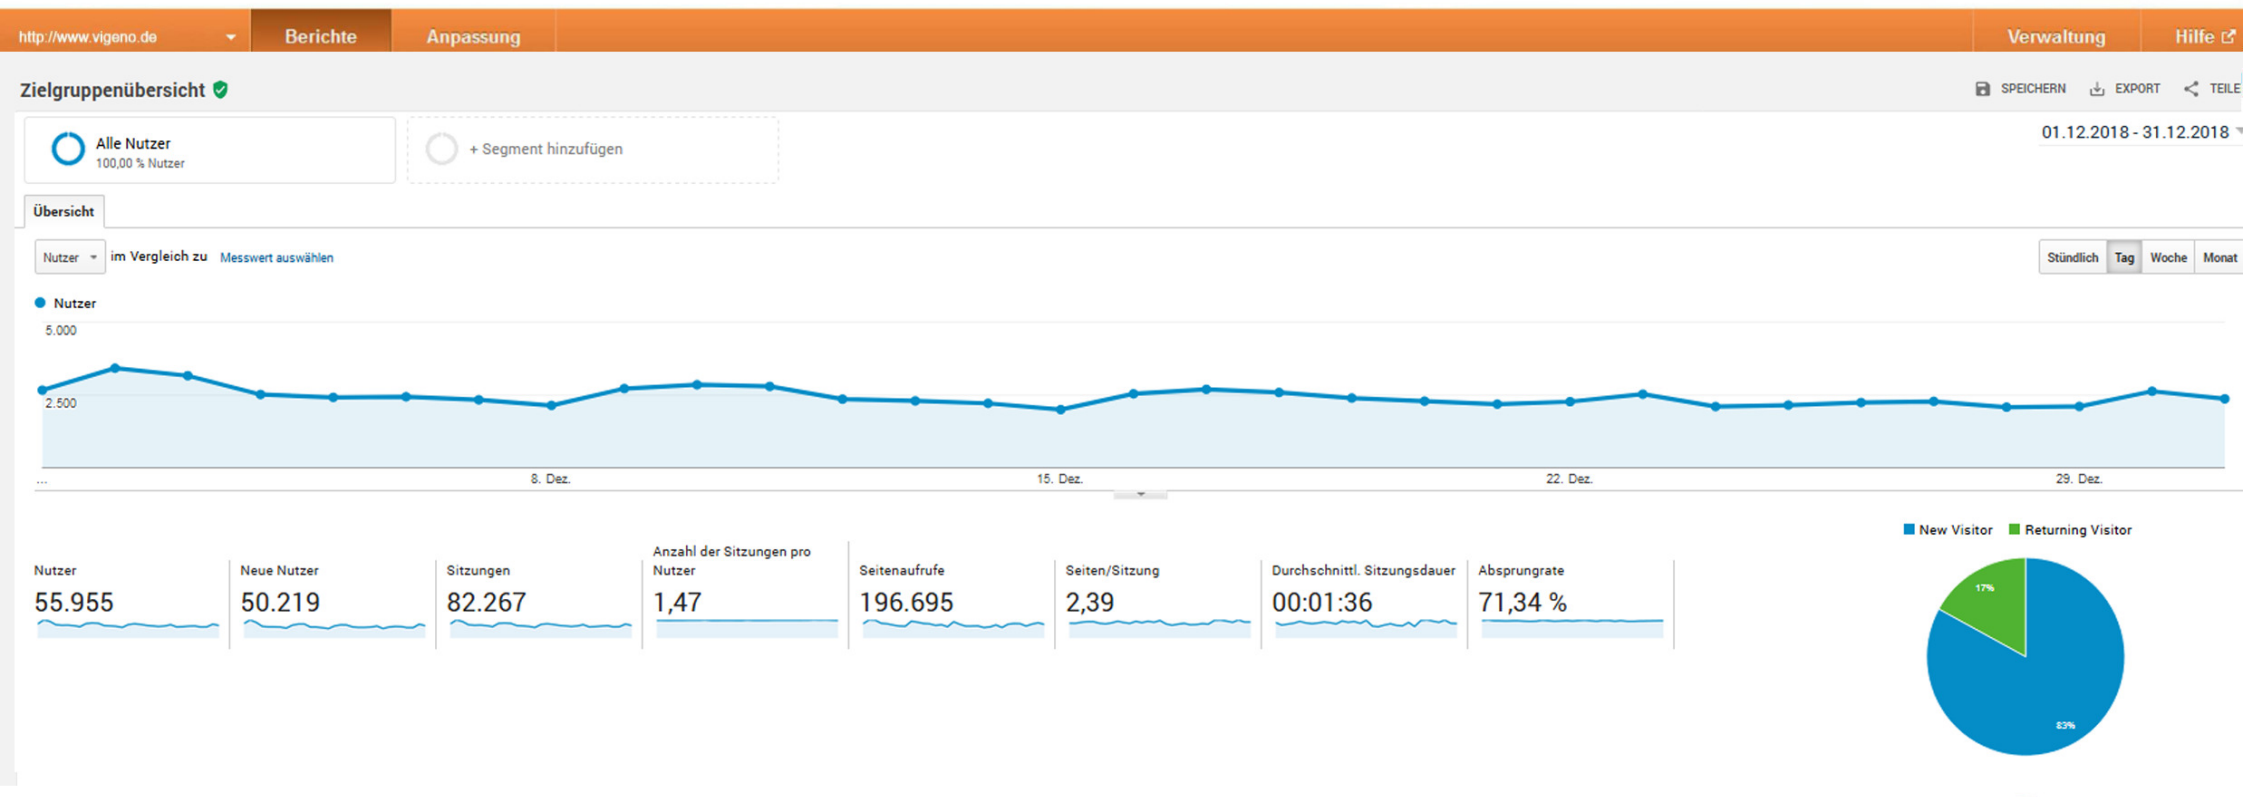 http://www.vigeno.de Berichte Anpassung Verwaltung Hilfe
Zielgruppenübersicht SPEICHERN EXPORT TEILE
01.12.2018 - 31.12.2018
Alle Nutzer
100,00 % Nutzer
+ Segment hinzufügen
Übersicht
Nutzer im Vergleich zu Messwert auswählen Stündlich Tag Woche Monat
Nutzer
5.000
2.500
... 8. Dez. 15. Dez. 22. Dez. 29. Dez.
New Visitor Returning Visitor
Nutzer
55.955
Neue Nutzer
50.219
Sitzungen
82.267
Anzahl der Sitzungen pro
Nutzer
1,47
Seitenaufrufe
196.695
Seiten/Sitzung
2,39
Durchschnittl. Sitzungsdauer
00:01:36
Absprungrate
71,34 %
17%
83%